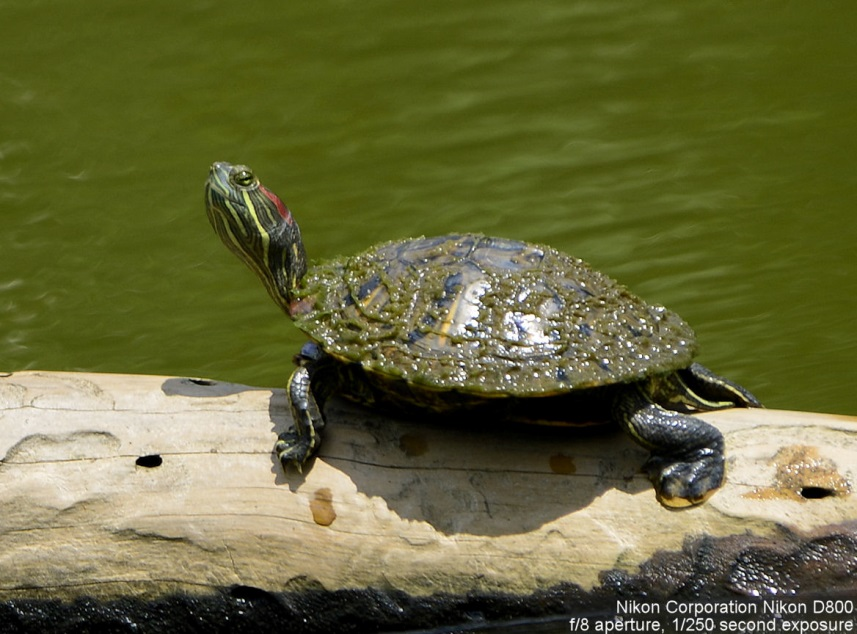 Nikon Corporation Nikon D800
f/8 aperture, 1/250 second exposure